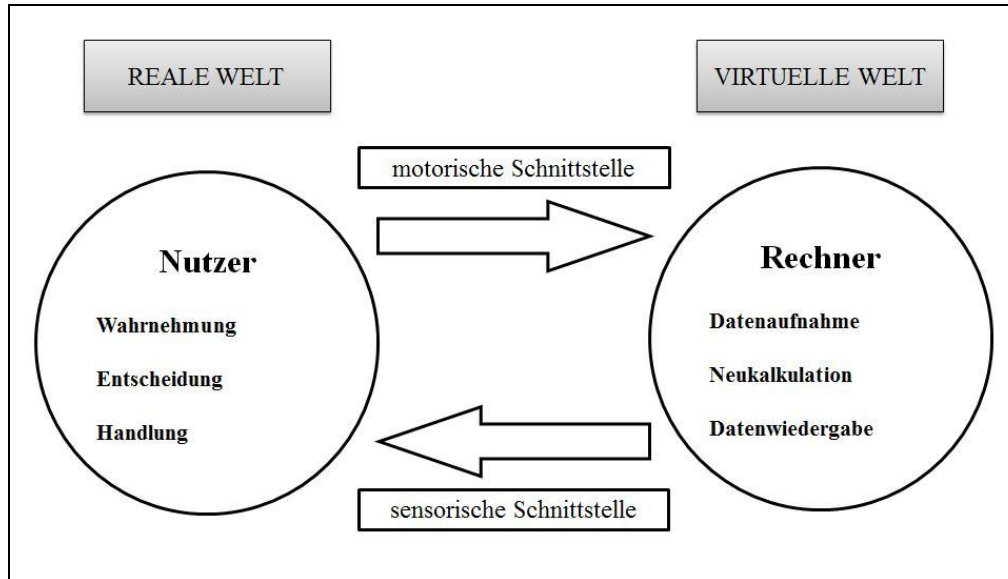 REALE WELT
VIRTUELLE WELT
motorische Schnittstelle
Nutzer
Wahrnehmung
Entscheidung
Handlung
Rechner
Datenaufnahme
Neukalkulation
Datenwiedergabe
sensorische Schnittstelle